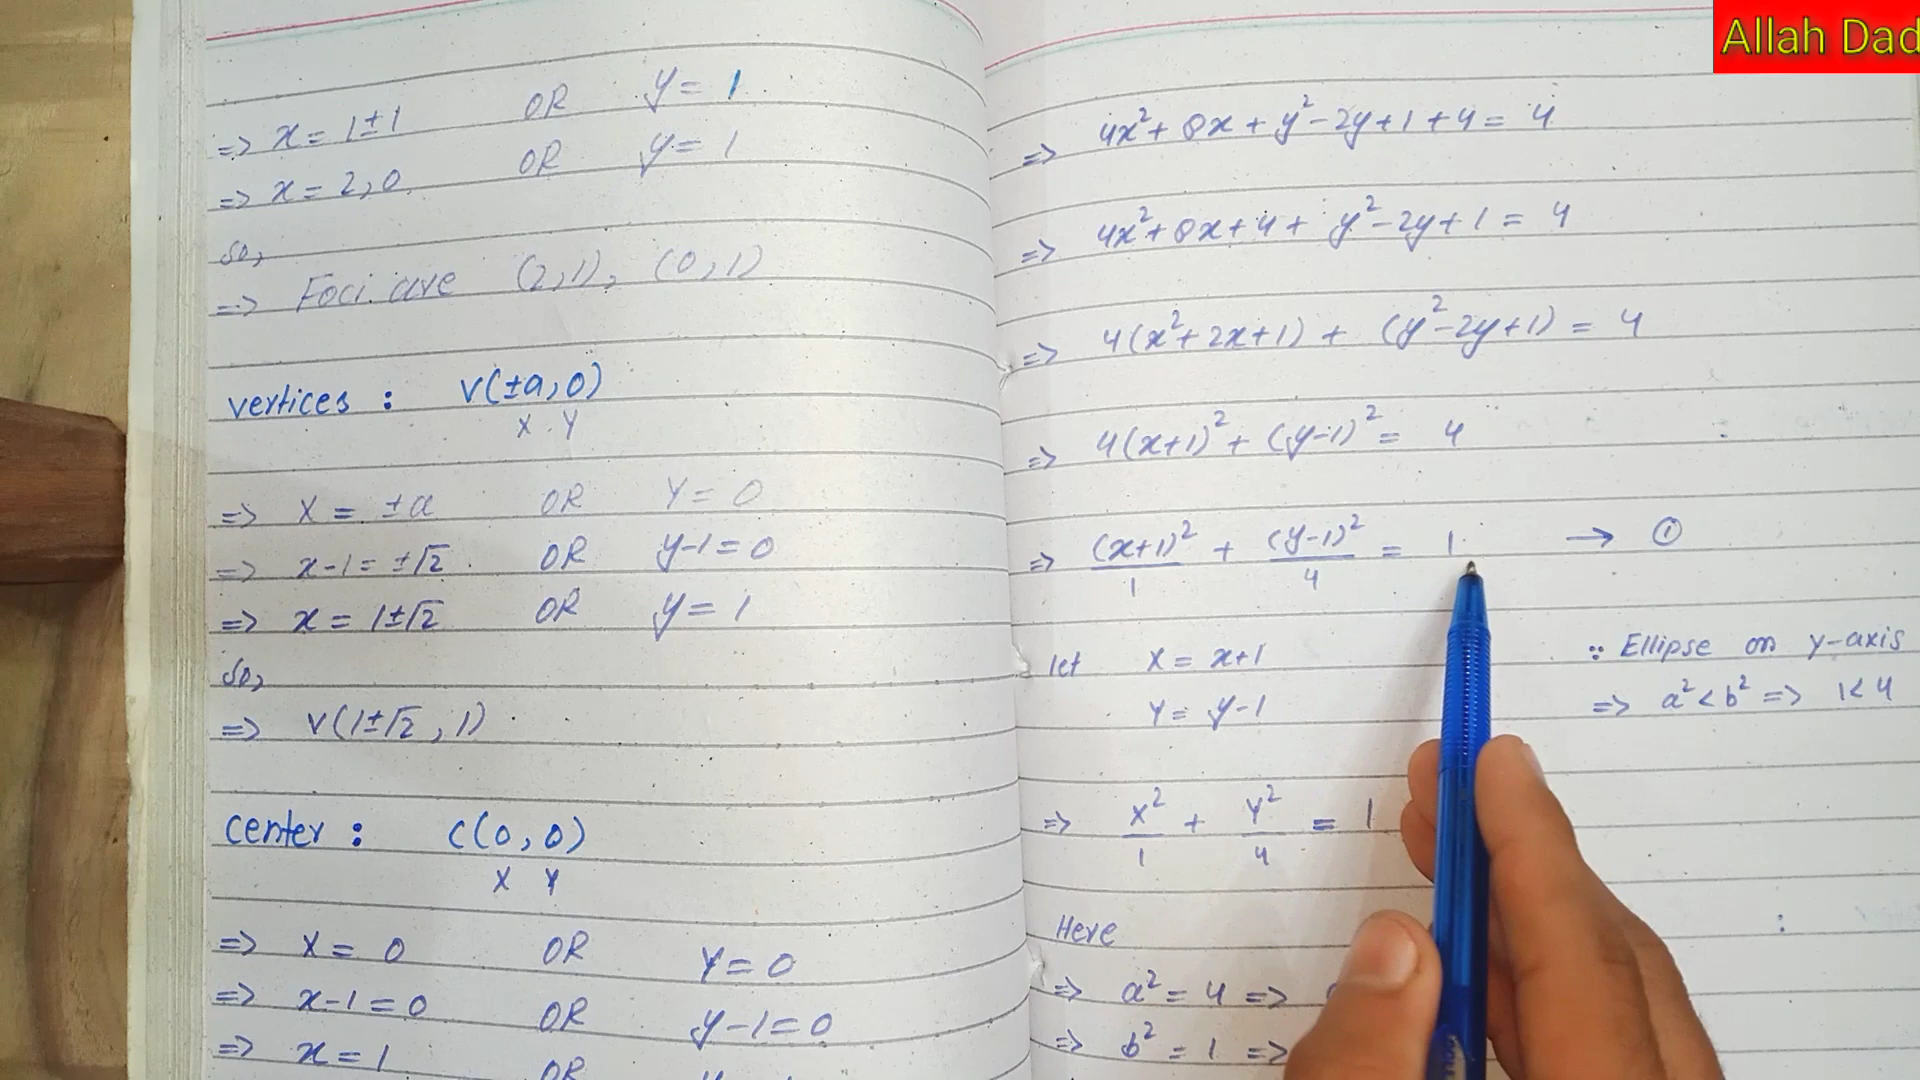 Allah Dad
=> x = 1±1 OR y = 1
=> x = 2,0 OR y = 1
so,
=> Foci are (2,1), (0,1)
vertices : V(±a,0)
X Y
=> X = ±a OR Y = 0
=> x-1 = ±√2 OR y-1 = 0
=> x = 1±√2 OR y = 1
so,
=> V(1±√2, 1)
center : C(0,0)
X Y
=> X = 0 OR Y = 0
=> x-1 = 0 OR y-1 = 0
=> x = 1 OR
=> 4x²+8x+y²-2y+1+4 = 4
=> 4x²+8x+4+y²-2y+1 = 4
=> 4(x²+2x+1) + (y²-2y+1) = 4
=> 4(x+1)²+(y-1)² = 4
=> (x+1)²/1 + (y-1)²/4 = 1 → ①
let X = x+1 ∵ Ellipse on y-axis
Y = y-1 => a²<b² => 1<4
=> X²/1 + Y²/4 = 1
Here
=> a² = 4 =>
=> b² = 1 =>